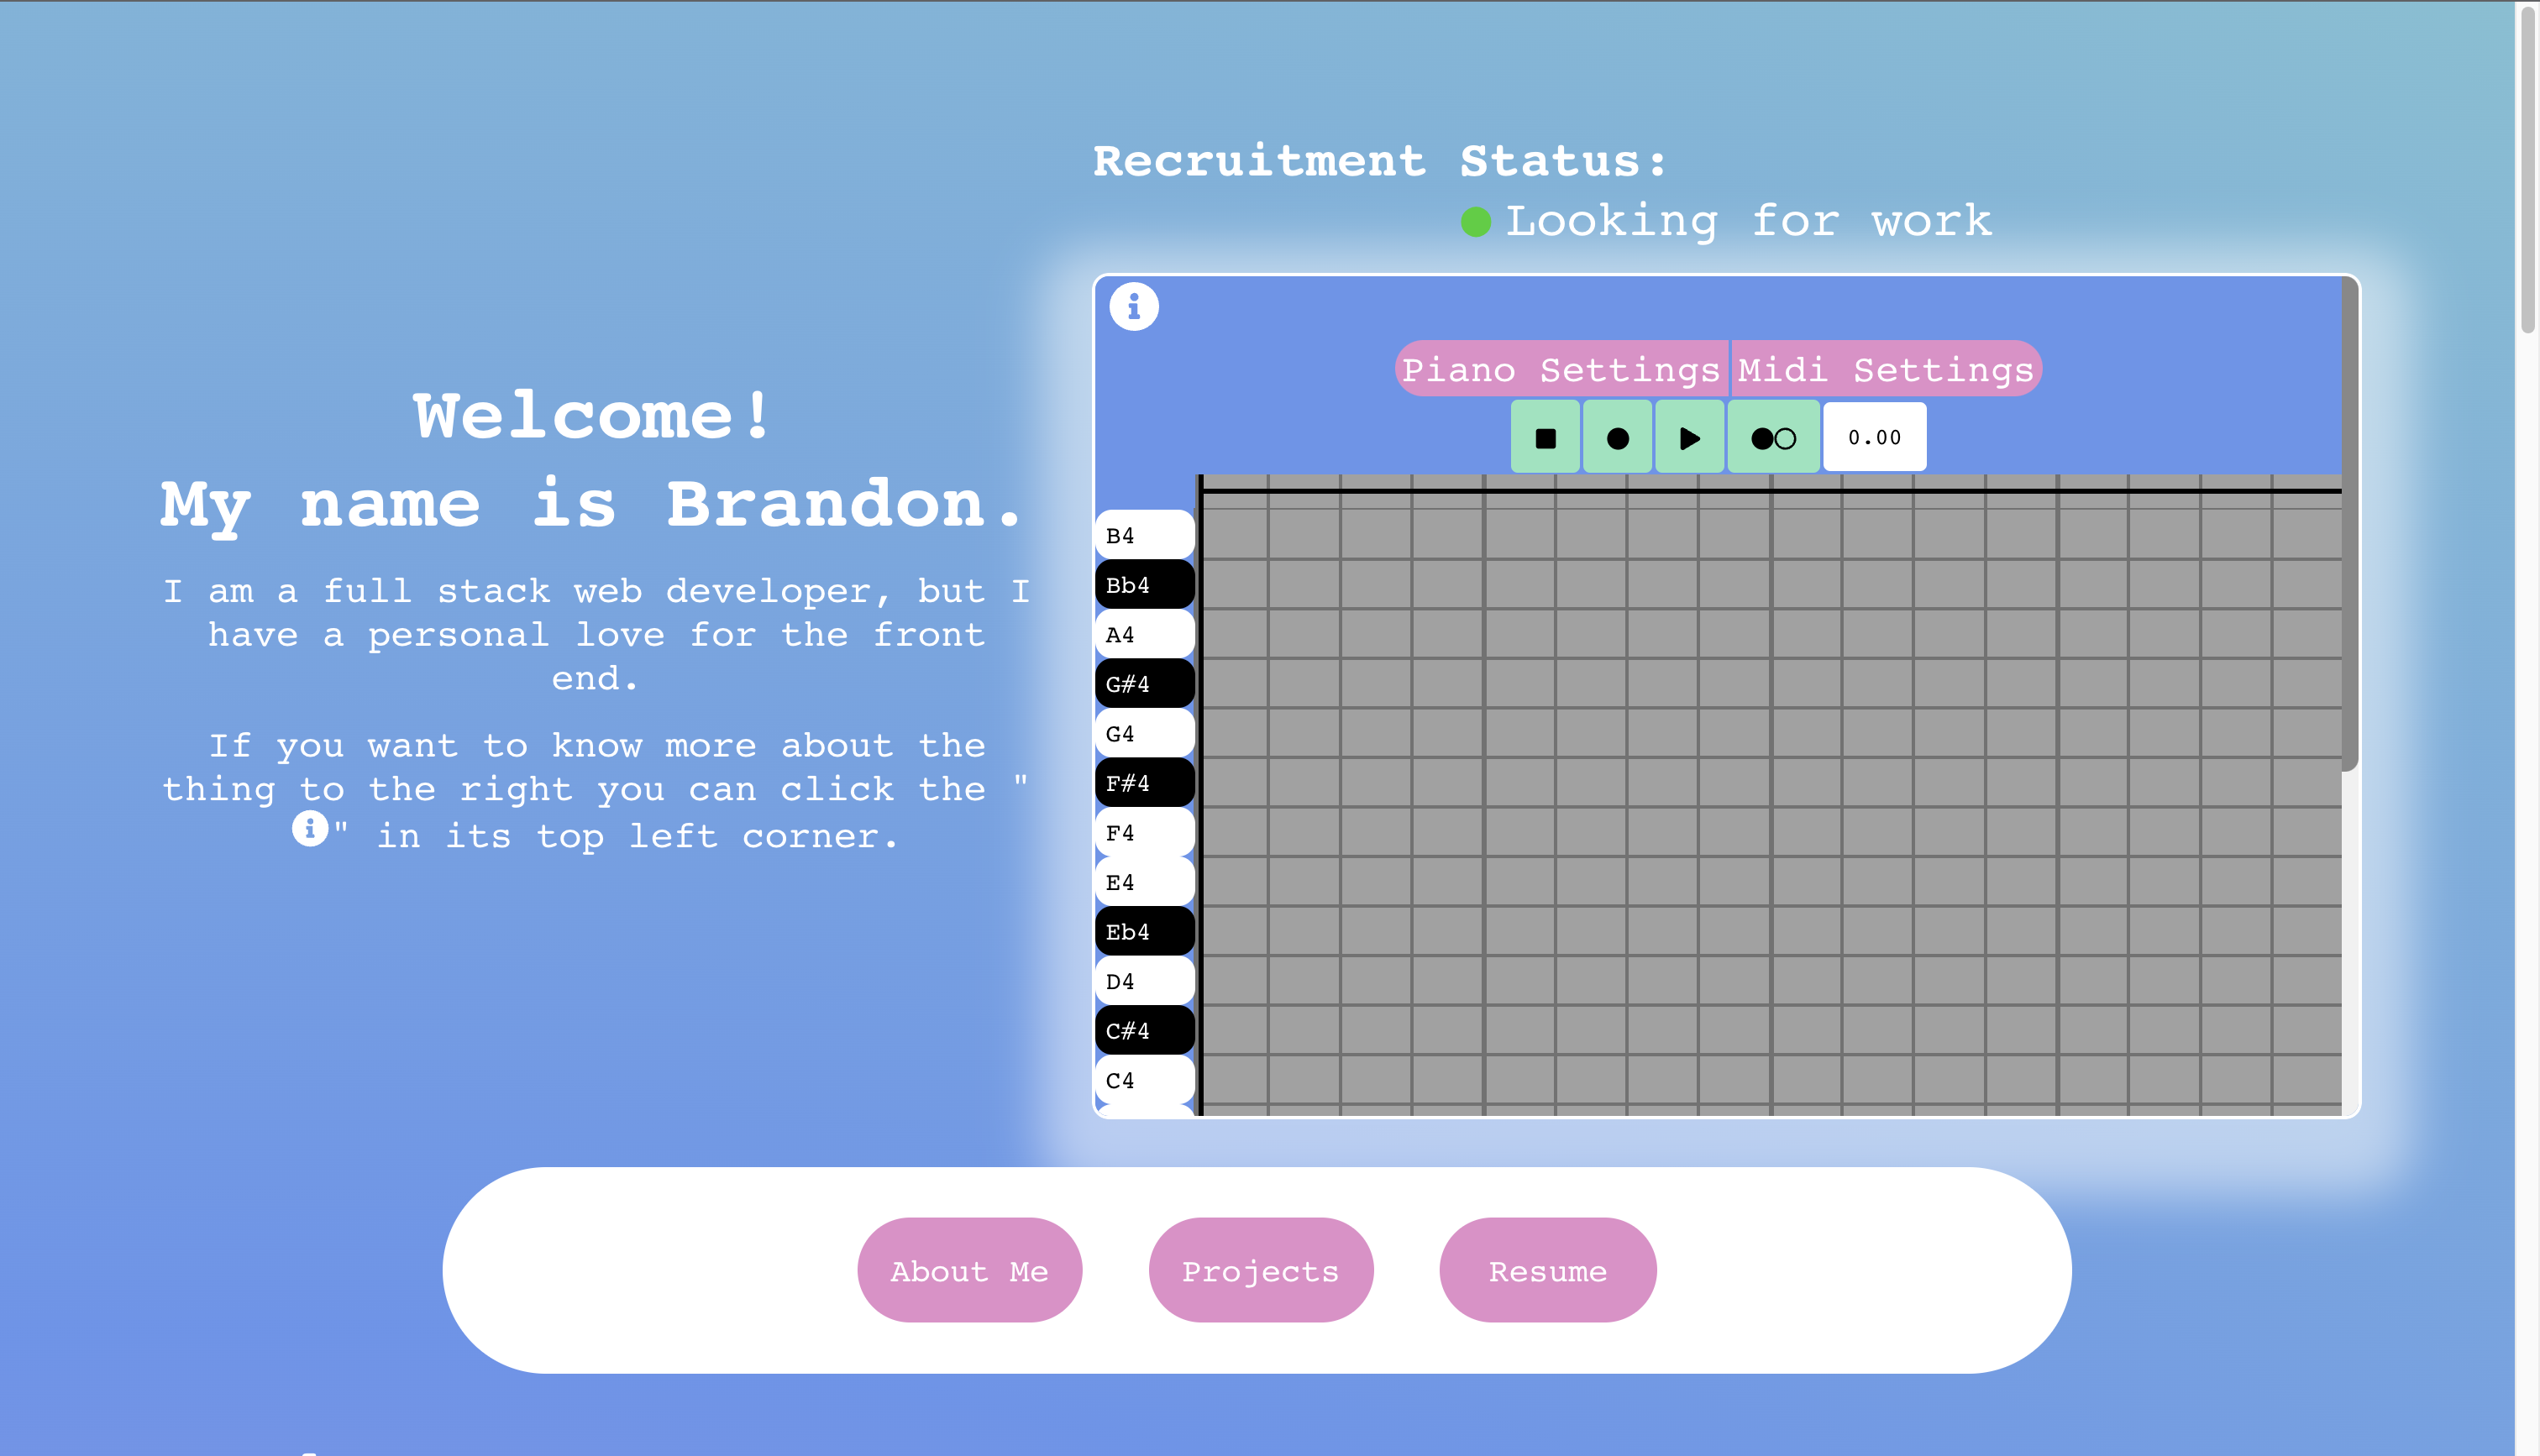 Welcome!
My name is Brandon.
I am a full stack web developer, but I
have a personal love for the front
end.
If you want to know more about the
thing to the right you can click the "
i" in its top left corner.
Recruitment Status:
Looking for work
i
Piano Settings Midi Settings
0.00
B4
Bb4
A4
G#4
G4
F#4
F4
E4
Eb4
D4
C#4
C4
About Me Projects Resume